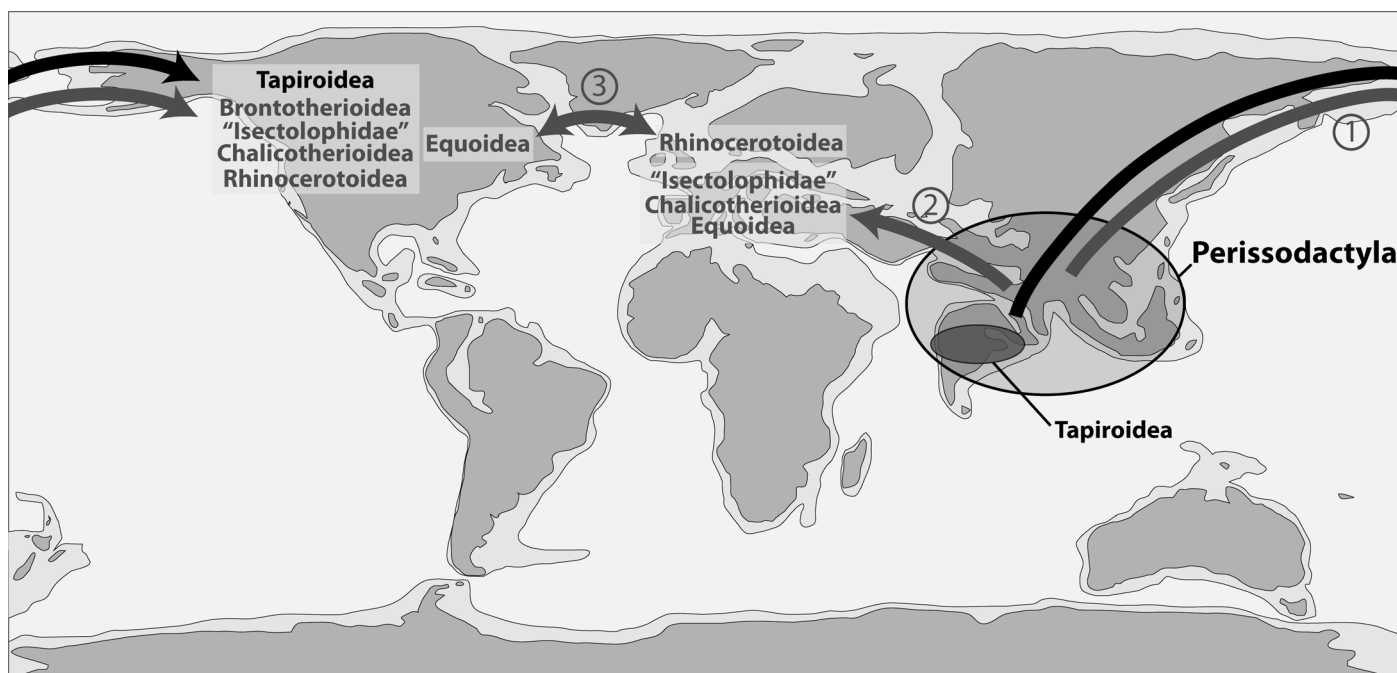 Tapiroidea
Brontotherioidea
“Isectolophidae”
Chalicotherioidea
Rhinocerotoidea
Equoidea
3
Rhinocerotoidea
“Isectolophidae”
Chalicotherioidea
Equoidea
2
1
Perissodactyla
Tapiroidea